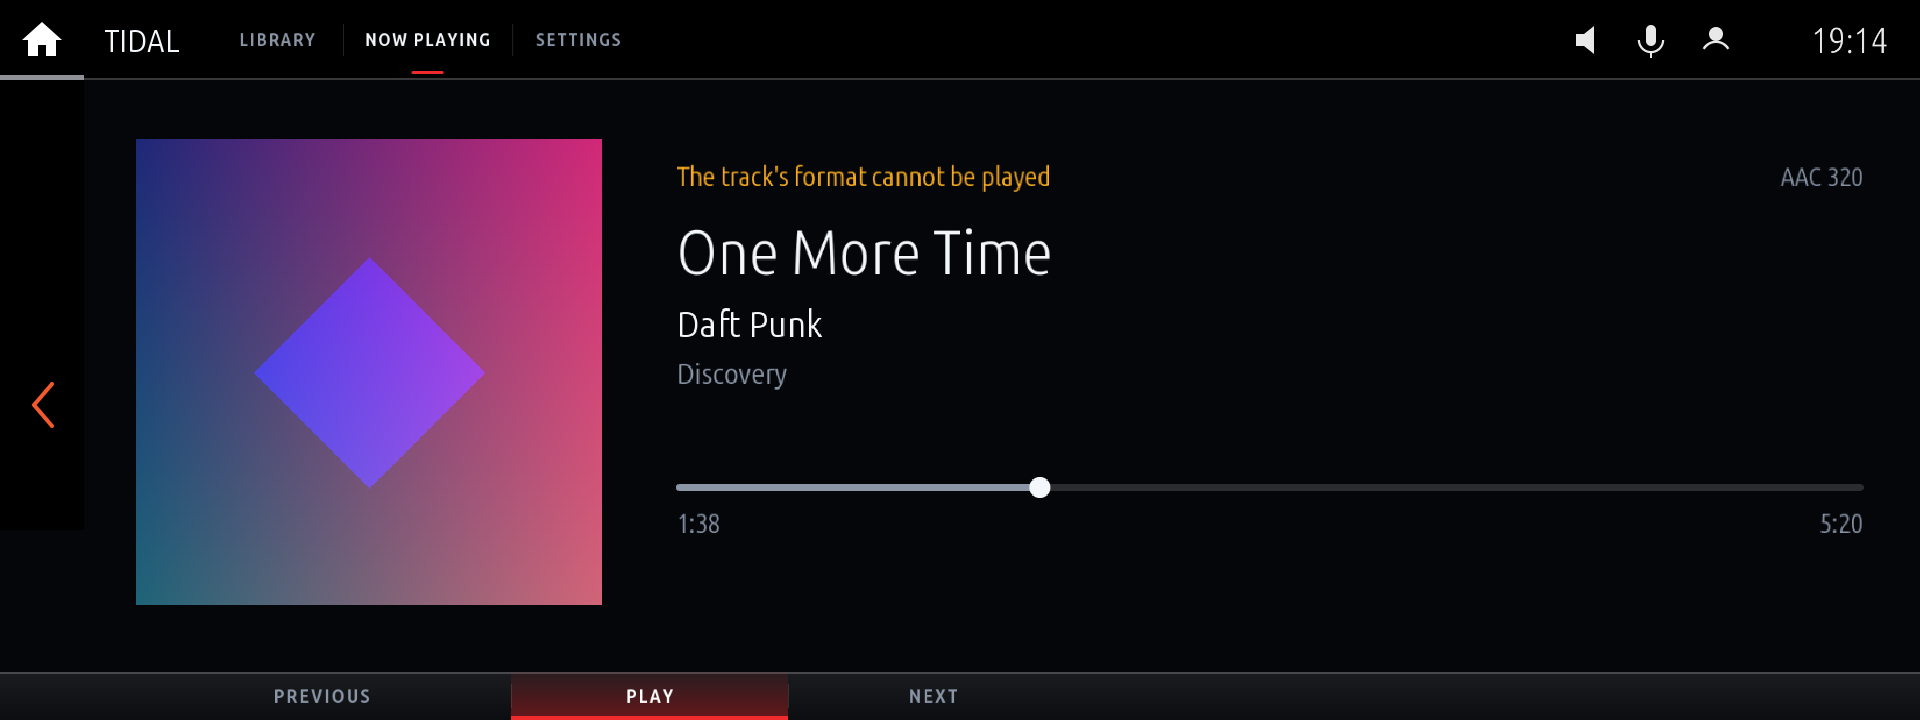 TIDAL
LIBRARY
NOW PLAYING
SETTINGS
19:14
The track's format cannot be played
AAC 320
One More Time
Daft Punk
Discovery
1:38
5:20
PREVIOUS
PLAY
NEXT